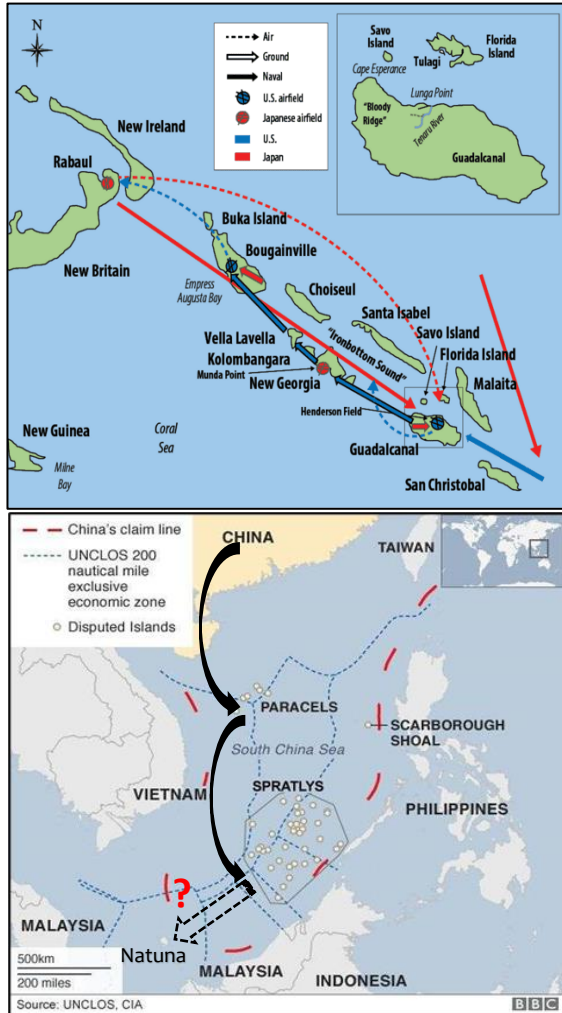 N
Air
Ground
Naval
U.S. airfield
Japanese airfield
U.S.
Japan
Savo
Island
Florida
Island
Tulagi
Cape Esperance
Lunga Point
"Bloody
Ridge"
Tenaru River
Guadalcanal
New Ireland
Rabaul
Buka Island
Bougainville
New Britain
Empress
Augusta Bay
Choiseul
Santa Isabel
Savo Island
Vella Lavella
"Ironbottom Sound"
Florida Island
Kolombangara
Munda Point
Malaita
New Georgia
Henderson Field
New Guinea
Coral
Sea
Guadalcanal
Milne
Bay
San Christobal
China's claim line
UNCLOS 200
nautical mile
exclusive
economic zone
Disputed Islands
CHINA
TAIWAN
PARACELS
SCARBOROUGH
SHOAL
South China Sea
SPRATLYS
VIETNAM
PHILIPPINES
?
MALAYSIA
Natuna
500km
200 miles
MALAYSIA
INDONESIA
Source: UNCLOS, CIA
BBC